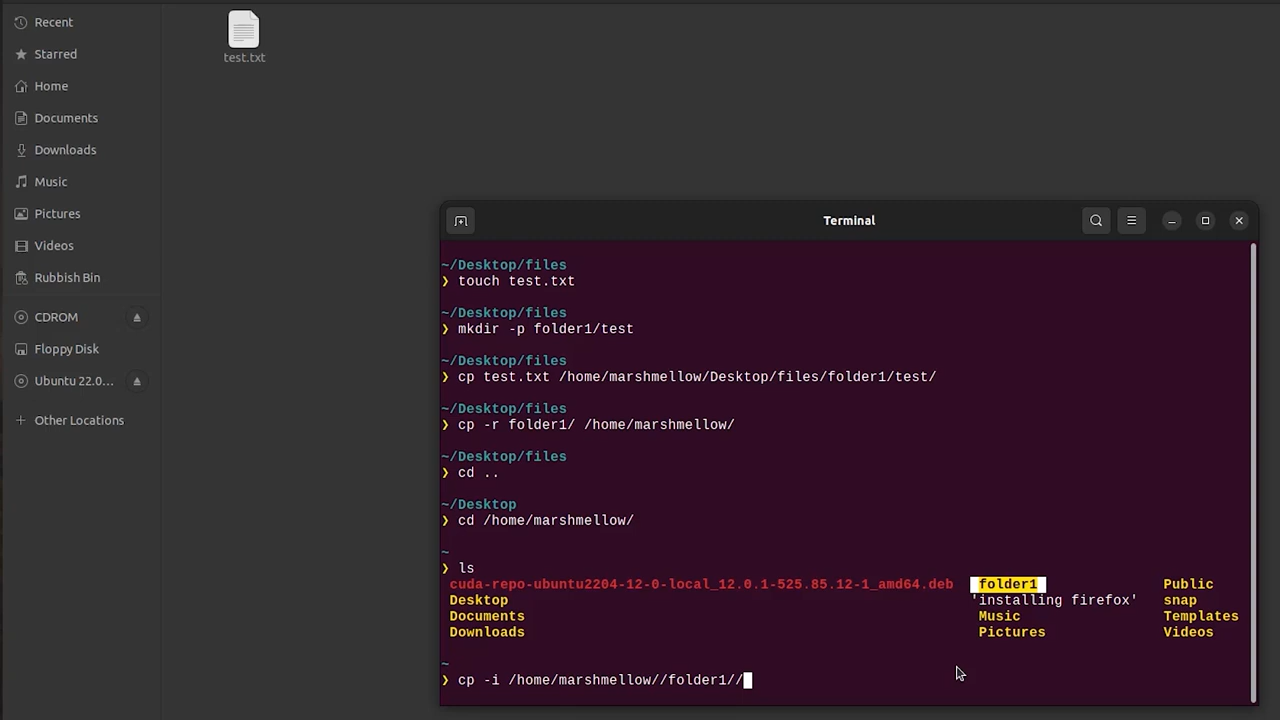 Recent
Starred
Home
Documents
Downloads
Music
Pictures
Videos
Rubbish Bin
CDROM
Floppy Disk
Ubuntu 22.0...
+ Other Locations
test.txt
Terminal
~/Desktop/files
❯ touch test.txt
~/Desktop/files
❯ mkdir -p folder1/test
~/Desktop/files
❯ cp test.txt /home/marshmellow/Desktop/files/folder1/test/
~/Desktop/files
❯ cp -r folder1/ /home/marshmellow/
~/Desktop/files
❯ cd ..
~/Desktop
❯ cd /home/marshmellow/
~
❯ ls
cuda-repo-ubuntu2204-12-0-local_12.0.1-525.85.12-1_amd64.deb folder1 Public
Desktop 'installing firefox' snap
Documents Music Templates
Downloads Pictures Videos
~
❯ cp -i /home/marshmellow//folder1//